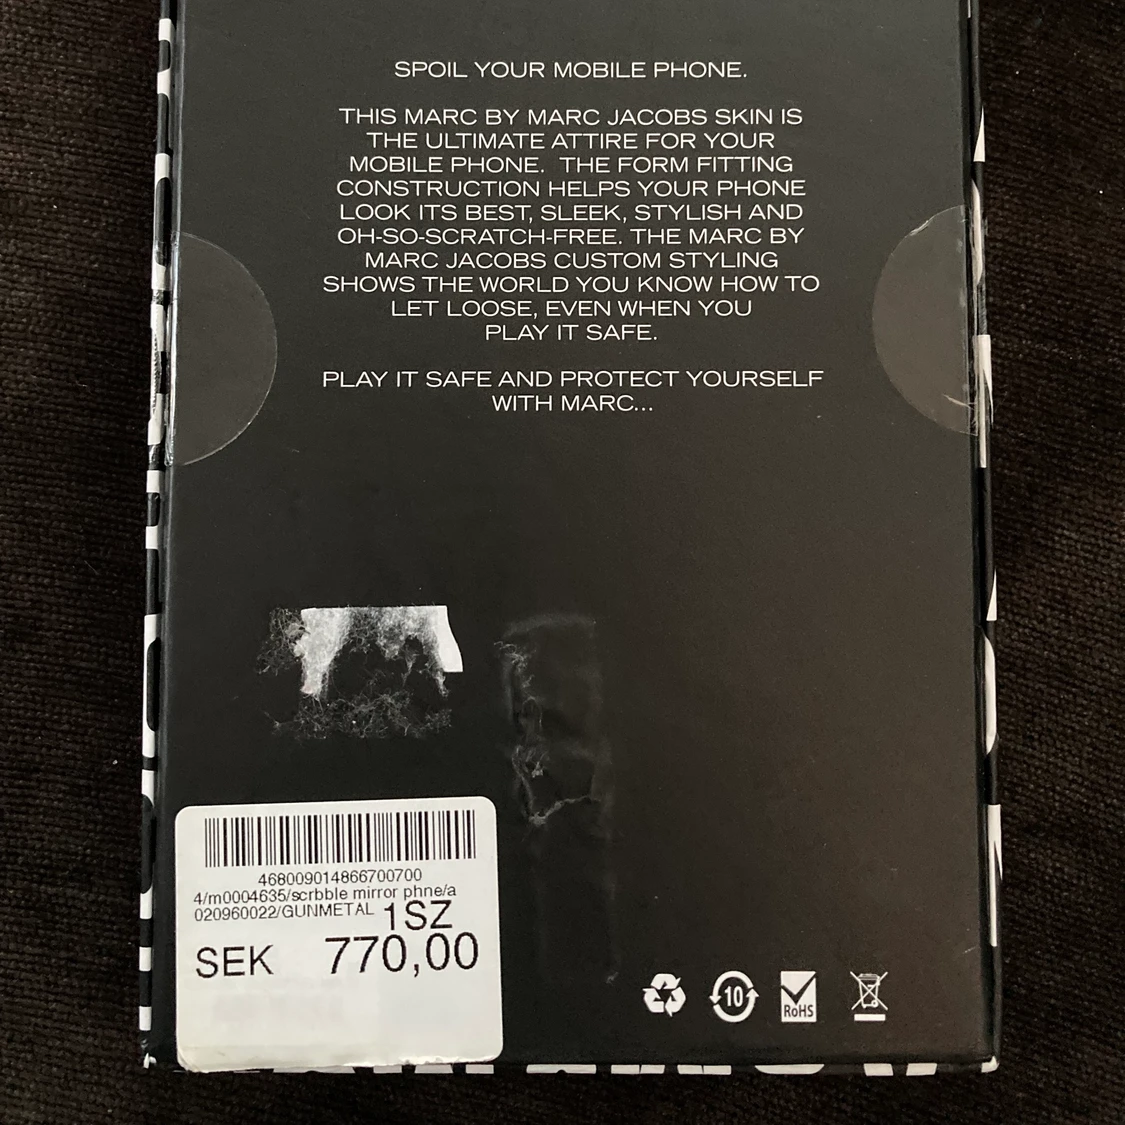 SPOIL YOUR MOBILE PHONE.
THIS MARC BY MARC JACOBS SKIN IS
THE ULTIMATE ATTIRE FOR YOUR
MOBILE PHONE. THE FORM FITTING
CONSTRUCTION HELPS YOUR PHONE
LOOK ITS BEST, SLEEK, STYLISH AND
OH-SO-SCRATCH-FREE. THE MARC BY
MARC JACOBS CUSTOM STYLING
SHOWS THE WORLD YOU KNOW HOW TO
LET LOOSE, EVEN WHEN YOU
PLAY IT SAFE.
PLAY IT SAFE AND PROTECT YOURSELF
WITH MARC...
468009014866700700
4/m0004635/scrbble mirror phne/a
020960022/GUNMETAL 1SZ
SEK 770,00
10
RoHS